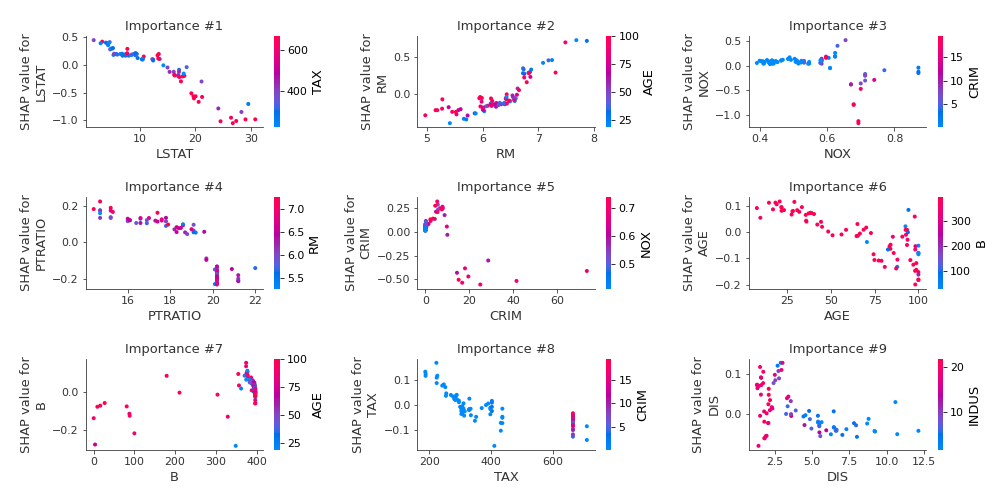 Importance #1
SHAP value for
LSTAT
0.5
0.0
−0.5
−1.0
10
20
30
LSTAT
600
400
TAX
Importance #2
SHAP value for
RM
0.5
0.0
5
6
7
8
RM
100
75
50
25
AGE
Importance #3
SHAP value for
NOX
0.5
0.0
−0.5
−1.0
0.4
0.6
0.8
NOX
15
10
5
CRIM
Importance #4
SHAP value for
PTRATIO
0.2
0.0
−0.2
16
18
20
22
PTRATIO
7.0
6.5
6.0
5.5
RM
Importance #5
SHAP value for
CRIM
0.25
0.00
−0.25
−0.50
0
20
40
60
CRIM
0.7
0.6
0.5
NOX
Importance #6
SHAP value for
AGE
0.1
0.0
−0.1
−0.2
25
50
75
100
AGE
300
200
100
B
Importance #7
SHAP value for
B
0.0
−0.2
0
100
200
300
400
B
100
75
50
25
AGE
Importance #8
SHAP value for
TAX
0.1
0.0
−0.1
200
400
600
TAX
15
10
5
CRIM
Importance #9
SHAP value for
DIS
0.1
0.0
2.5
5.0
7.5
10.0
12.5
DIS
20
10
INDUS